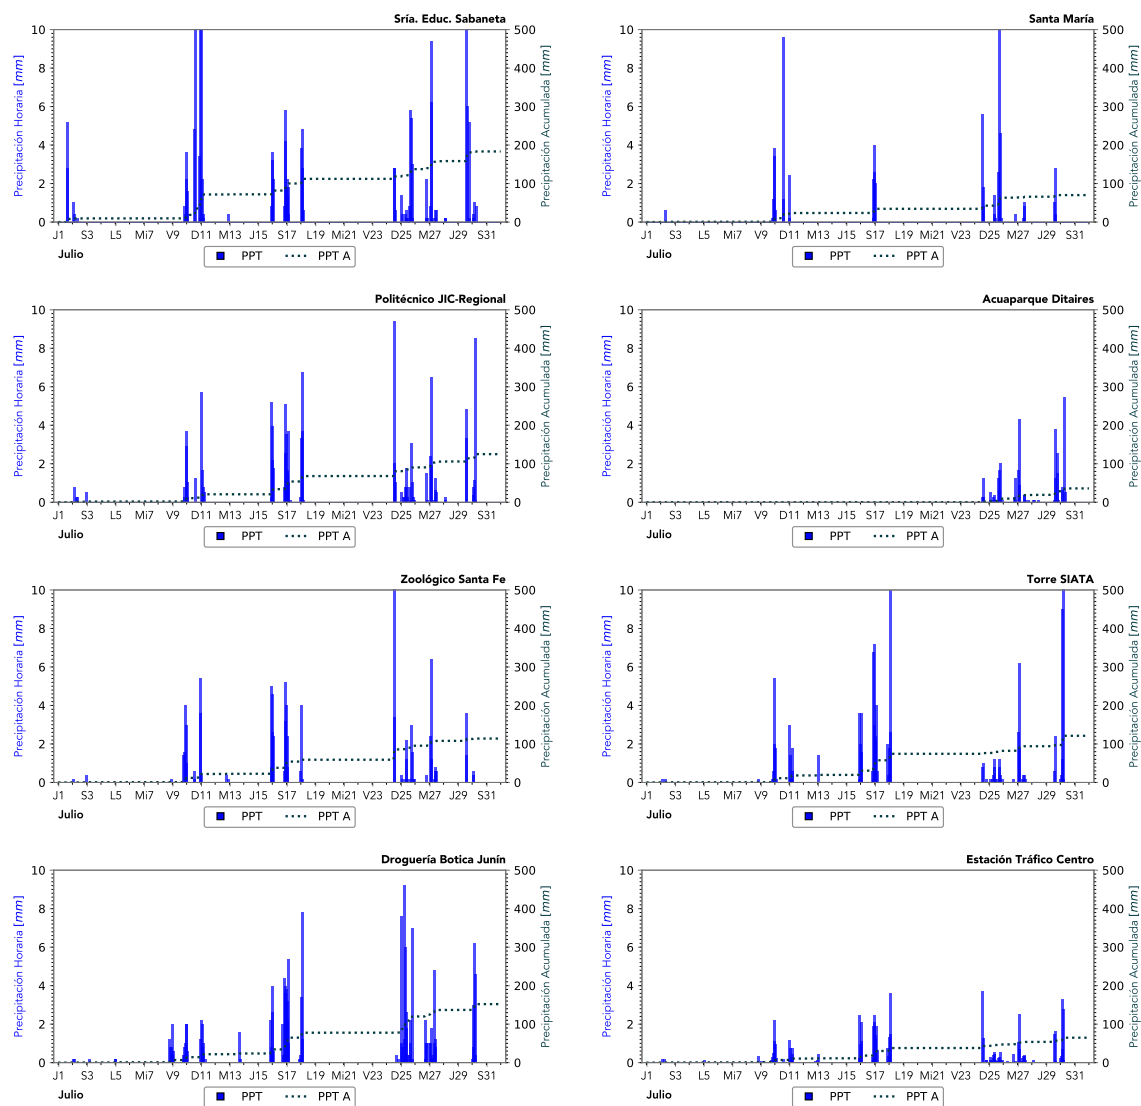 Sría. Educ. Sabaneta
Precipitación Horaria [mm]
10
8
6
4
2
0
500
400
300
200
100
0
Precipitación Acumulada [mm]
J1 S3 L5 Mi7 V9 D11 M13 J15 S17 L19 Mi21 V23 D25 M27 J29 S31
Julio
PPT PPT A
Santa María
Precipitación Horaria [mm]
10
8
6
4
2
0
500
400
300
200
100
0
Precipitación Acumulada [mm]
J1 S3 L5 Mi7 V9 D11 M13 J15 S17 L19 Mi21 V23 D25 M27 J29 S31
Julio
PPT PPT A
Politécnico JIC-Regional
Precipitación Horaria [mm]
10
8
6
4
2
0
500
400
300
200
100
0
Precipitación Acumulada [mm]
J1 S3 L5 Mi7 V9 D11 M13 J15 S17 L19 Mi21 V23 D25 M27 J29 S31
Julio
PPT PPT A
Acuaparque Ditaires
Precipitación Horaria [mm]
10
8
6
4
2
0
500
400
300
200
100
0
Precipitación Acumulada [mm]
J1 S3 L5 Mi7 V9 D11 M13 J15 S17 L19 Mi21 V23 D25 M27 J29 S31
Julio
PPT PPT A
Zoológico Santa Fe
Precipitación Horaria [mm]
10
8
6
4
2
0
500
400
300
200
100
0
Precipitación Acumulada [mm]
J1 S3 L5 Mi7 V9 D11 M13 J15 S17 L19 Mi21 V23 D25 M27 J29 S31
Julio
PPT PPT A
Torre SIATA
Precipitación Horaria [mm]
10
8
6
4
2
0
500
400
300
200
100
0
Precipitación Acumulada [mm]
J1 S3 L5 Mi7 V9 D11 M13 J15 S17 L19 Mi21 V23 D25 M27 J29 S31
Julio
PPT PPT A
Droguería Botica Junín
Precipitación Horaria [mm]
10
8
6
4
2
0
500
400
300
200
100
0
Precipitación Acumulada [mm]
J1 S3 L5 Mi7 V9 D11 M13 J15 S17 L19 Mi21 V23 D25 M27 J29 S31
Julio
PPT PPT A
Estación Tráfico Centro
Precipitación Horaria [mm]
10
8
6
4
2
0
500
400
300
200
100
0
Precipitación Acumulada [mm]
J1 S3 L5 Mi7 V9 D11 M13 J15 S17 L19 Mi21 V23 D25 M27 J29 S31
Julio
PPT PPT A